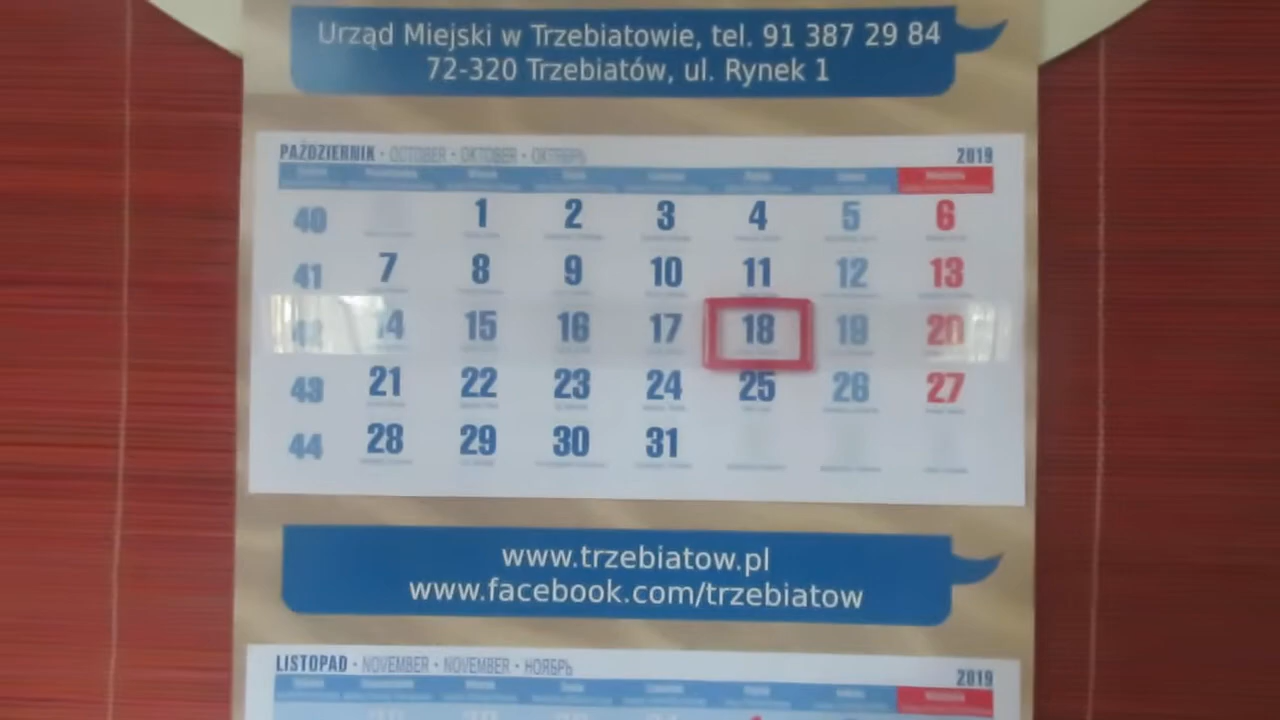 Urząd Miejski w Trzebiatowie, tel. 91 387 29 84
72-320 Trzebiatów, ul. Rynek 1
PAŹDZIERNIK • OCTOBER • OKTOBER • ОКТЯБРЬ 2019
40 1 2 3 4 5 6
41 7 8 9 10 11 12 13
42 14 15 16 17 18 19 20
43 21 22 23 24 25 26 27
44 28 29 30 31
www.trzebiatow.pl
www.facebook.com/trzebiatow
LISTOPAD • NOVEMBER • NOVEMBER • НОЯБРЬ 2019